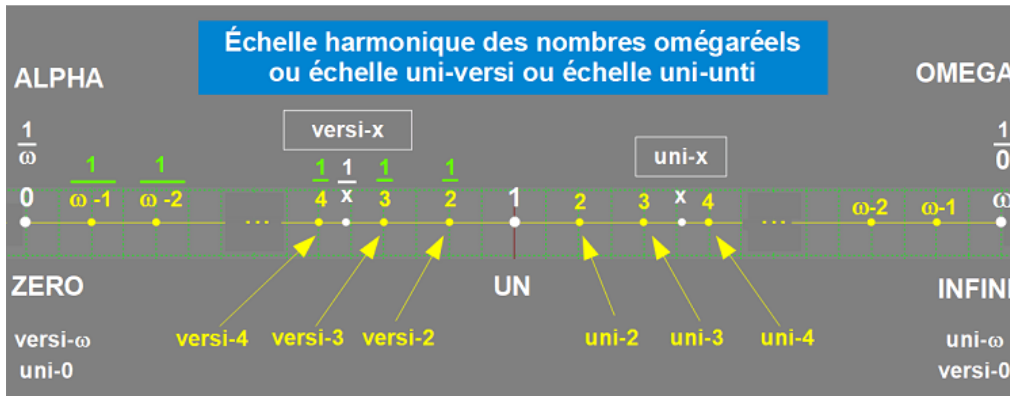 Échelle harmonique des nombres omégaréels
ou échelle uni-versi ou échelle uni-unti
ALPHA
OMEGA
versi-x
uni-x
1/ω
1/ω-1
1/ω-2
1/4
1/x
1/3
1/2
1/0
0
...
1
2
3
x
4
...
ω-2
ω-1
ω
ZERO
UN
INFINI
versi-4
versi-3
versi-2
uni-2
uni-3
uni-4
versi-ω
uni-ω
uni-0
versi-0